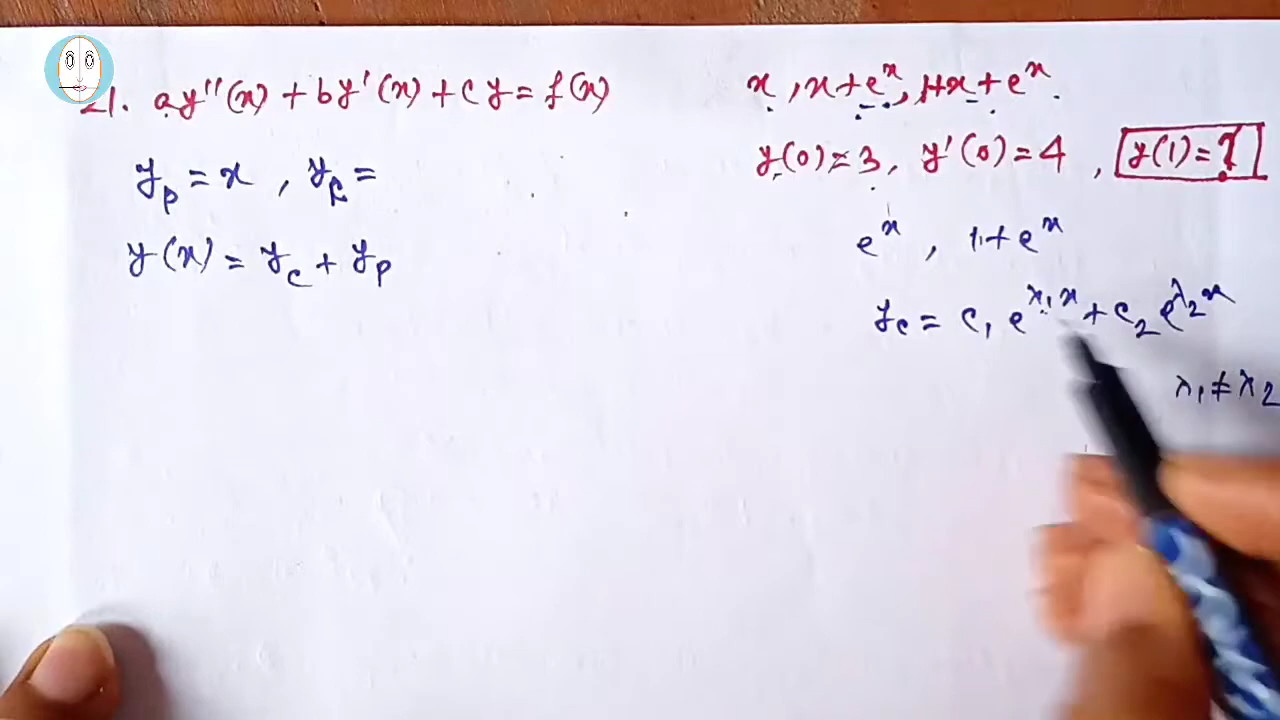 21. ay''(x) + by'(x) + cy = f(x)
x, x+e^x, 1+x+e^x.
y(0) = 3, y'(0) = 4, y(1) = ?
y_p = x, y_c =
e^x, 1+e^x
y(x) = y_c + y_p
y_c = c_1 e^{λ_1 x} + c_2 e^{λ_2 x}
λ_1 ≠ λ_2